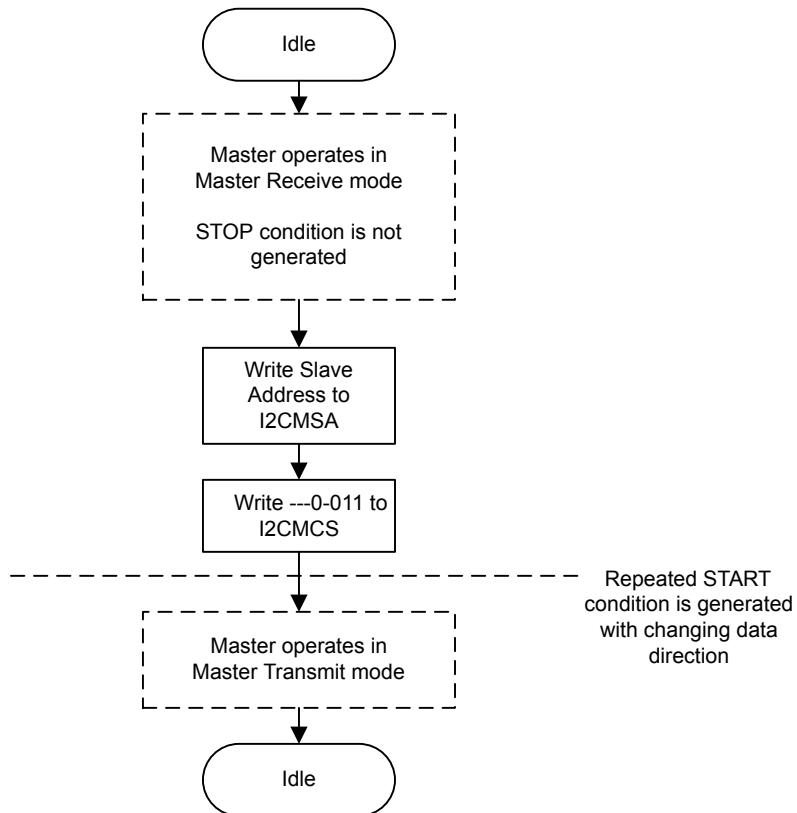 Idle
Master operates in
Master Receive mode
STOP condition is not
generated
Write Slave
Address to
I2CMSA
Write ---0-011 to
I2CMCS
Repeated START
condition is generated
with changing data
direction
Master operates in
Master Transmit mode
Idle